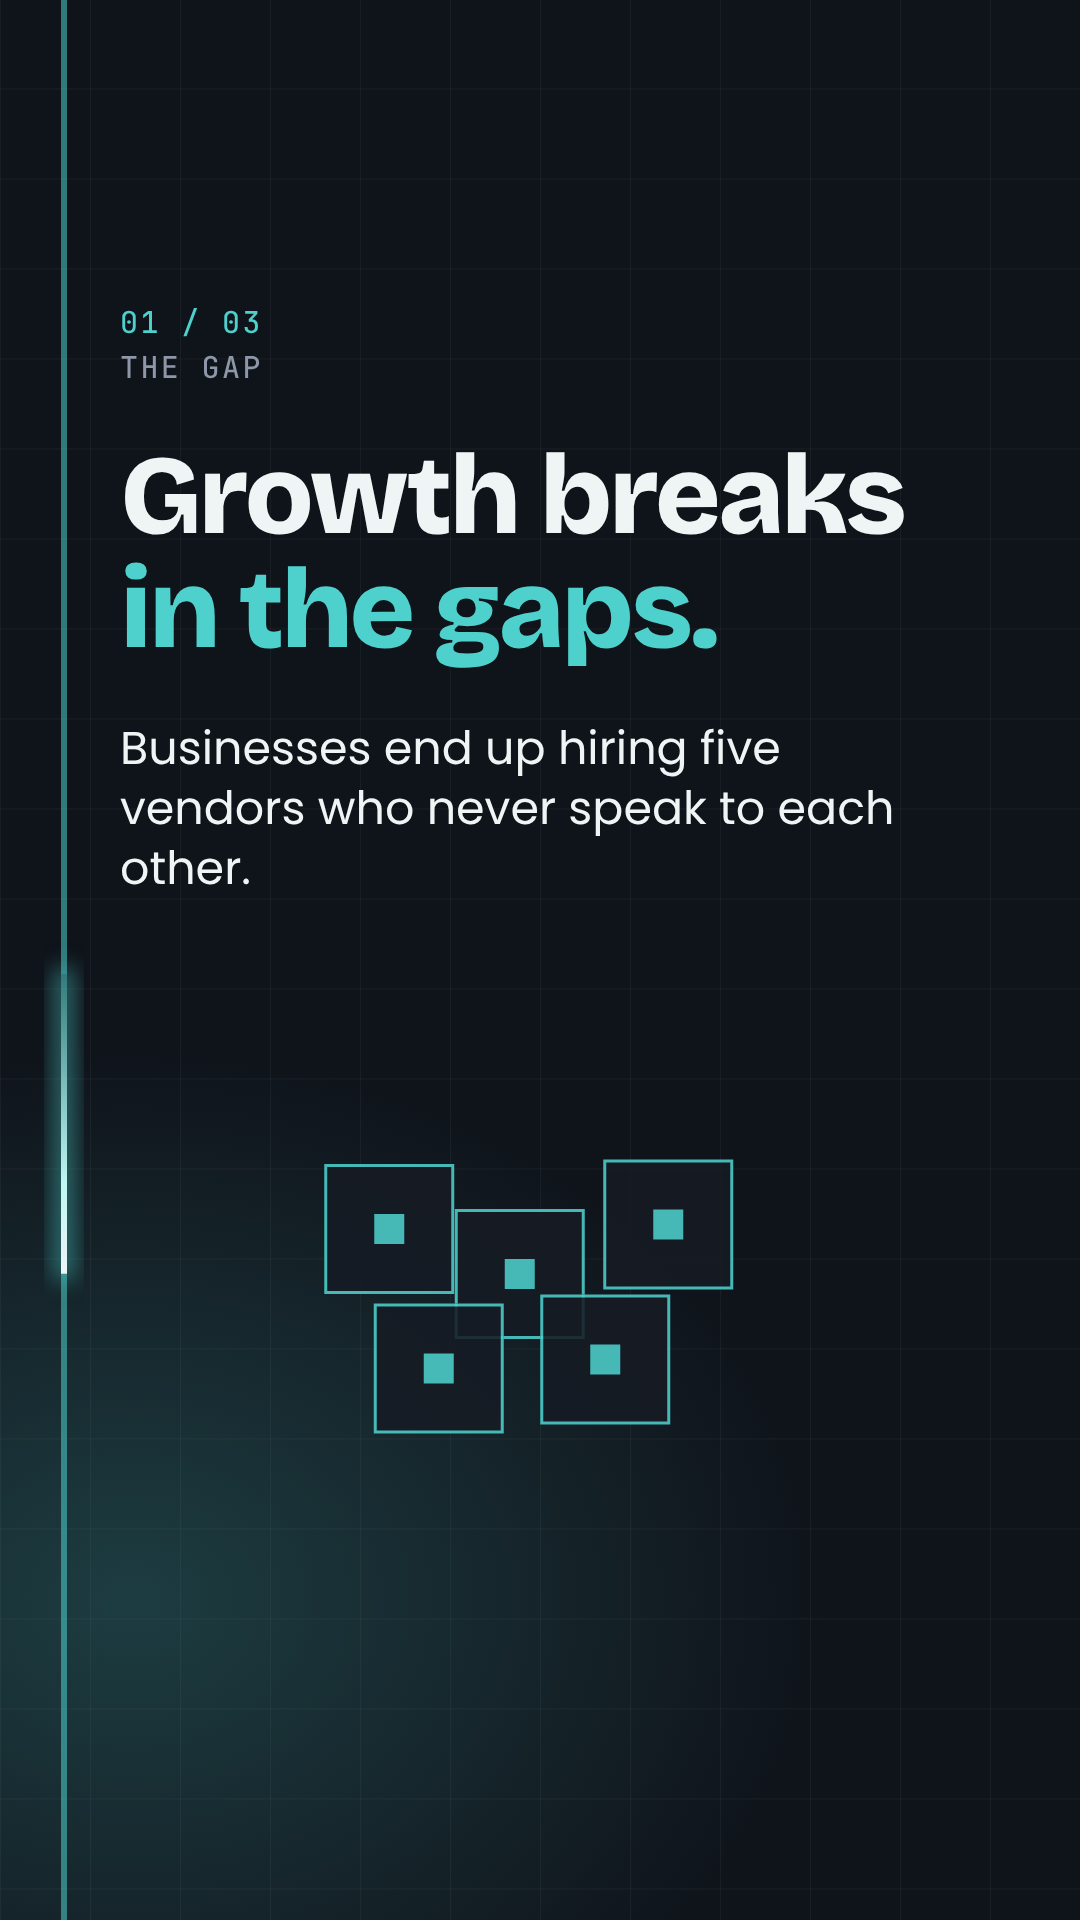 01 / 03
THE GAP
Growth breaks
in the gaps.
Businesses end up hiring five
vendors who never speak to each
other.